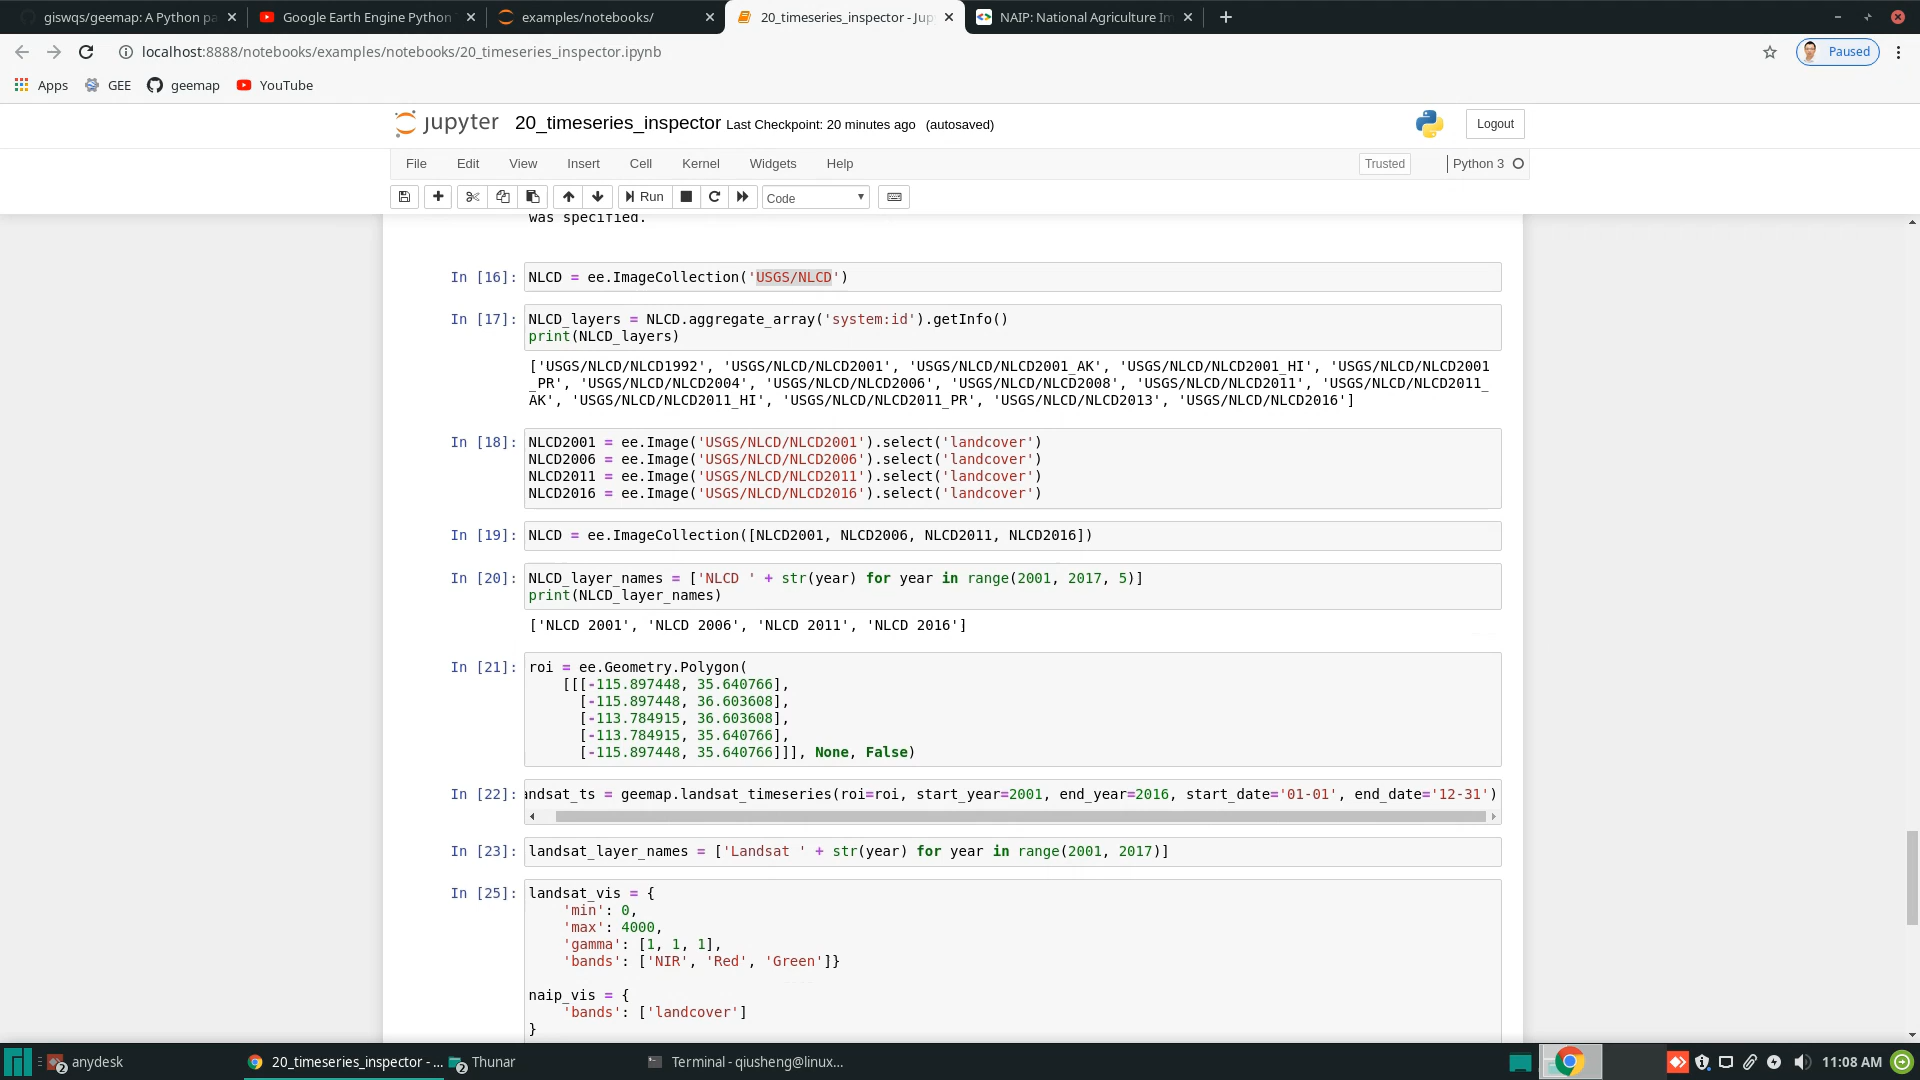 giswqs/geemap: A Python pa
Google Earth Engine Python
examples/notebooks/
20_timeseries_inspector - Jup
NAIP: National Agriculture Im
localhost:8888/notebooks/examples/notebooks/20_timeseries_inspector.ipynb
Paused
Apps
GEE
geemap
YouTube
jupyter
20_timeseries_inspector Last Checkpoint: 20 minutes ago (autosaved)
Logout
File Edit View Insert Cell Kernel Widgets Help
Trusted
Python 3
Run
Code
was specified.
In [16]: NLCD = ee.ImageCollection('USGS/NLCD')
In [17]: NLCD_layers = NLCD.aggregate_array('system:id').getInfo()
print(NLCD_layers)
['USGS/NLCD/NLCD1992', 'USGS/NLCD/NLCD2001', 'USGS/NLCD/NLCD2001_AK', 'USGS/NLCD/NLCD2001_HI', 'USGS/NLCD/NLCD2001
_PR', 'USGS/NLCD/NLCD2004', 'USGS/NLCD/NLCD2006', 'USGS/NLCD/NLCD2008', 'USGS/NLCD/NLCD2011', 'USGS/NLCD/NLCD2011_
AK', 'USGS/NLCD/NLCD2011_HI', 'USGS/NLCD/NLCD2011_PR', 'USGS/NLCD/NLCD2013', 'USGS/NLCD/NLCD2016']
In [18]: NLCD2001 = ee.Image('USGS/NLCD/NLCD2001').select('landcover')
NLCD2006 = ee.Image('USGS/NLCD/NLCD2006').select('landcover')
NLCD2011 = ee.Image('USGS/NLCD/NLCD2011').select('landcover')
NLCD2016 = ee.Image('USGS/NLCD/NLCD2016').select('landcover')
In [19]: NLCD = ee.ImageCollection([NLCD2001, NLCD2006, NLCD2011, NLCD2016])
In [20]: NLCD_layer_names = ['NLCD ' + str(year) for year in range(2001, 2017, 5)]
print(NLCD_layer_names)
['NLCD 2001', 'NLCD 2006', 'NLCD 2011', 'NLCD 2016']
In [21]: roi = ee.Geometry.Polygon(
[[[-115.897448, 35.640766],
[-115.897448, 36.603608],
[-113.784915, 36.603608],
[-113.784915, 35.640766],
[-115.897448, 35.640766]]], None, False)
In [22]: andsat_ts = geemap.landsat_timeseries(roi=roi, start_year=2001, end_year=2016, start_date='01-01', end_date='12-31')
In [23]: landsat_layer_names = ['Landsat ' + str(year) for year in range(2001, 2017)]
In [25]: landsat_vis = {
'min': 0,
'max': 4000,
'gamma': [1, 1, 1],
'bands': ['NIR', 'Red', 'Green']}
naip_vis = {
'bands': ['landcover']
}
2 anydesk
20_timeseries_inspector - ...
2 Thunar
Terminal - qiusheng@linux...
11:08 AM